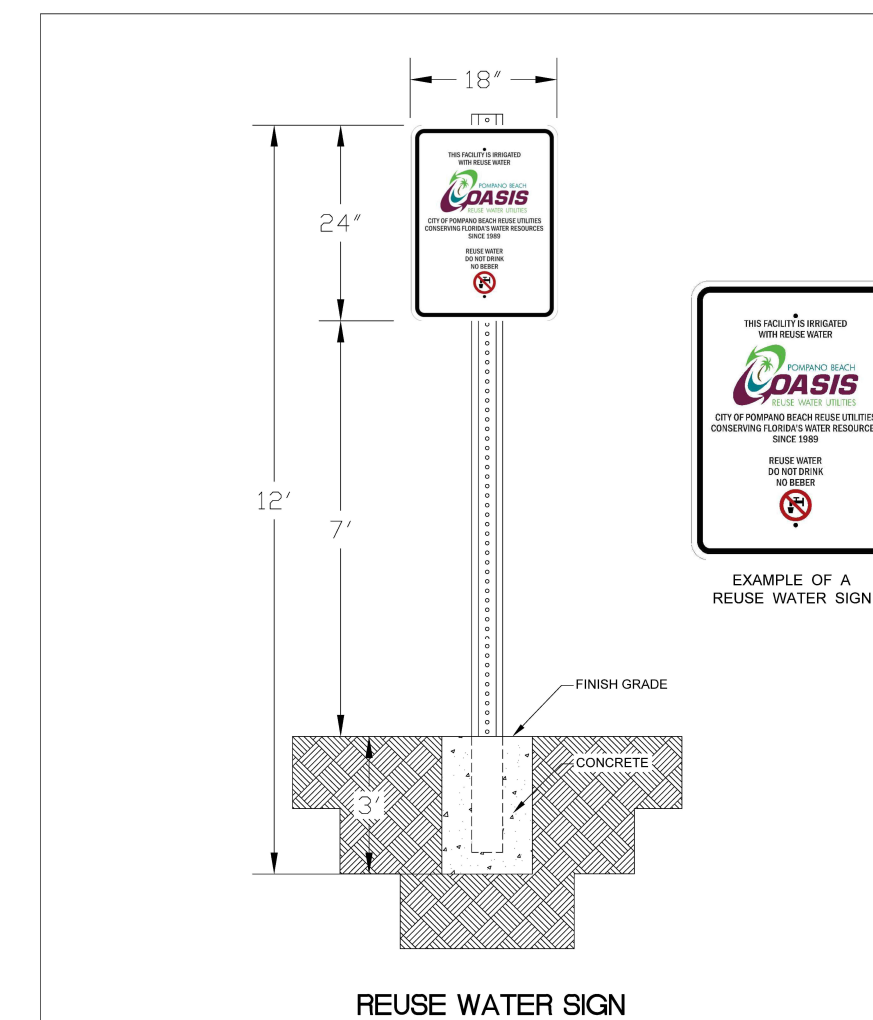 18"
THIS FACILITY IS IRRIGATED
WITH REUSE WATER
POMPANO BEACH
OASIS
REUSE WATER UTILITIES
CITY OF POMPANO BEACH REUSE UTILITIES
CONSERVING FLORIDA'S WATER RESOURCES
SINCE 1989
REUSE WATER
DO NOT DRINK
NO BEBER
24"
12'
7'
THIS FACILITY IS IRRIGATED
WITH REUSE WATER
POMPANO BEACH
OASIS
REUSE WATER UTILITIES
CITY OF POMPANO BEACH REUSE UTILITIES
CONSERVING FLORIDA'S WATER RESOURCE
SINCE 1989
REUSE WATER
DO NOT DRINK
NO BEBER
EXAMPLE OF A
REUSE WATER SIGN
FINISH GRADE
CONCRETE
3'
REUSE WATER SIGN